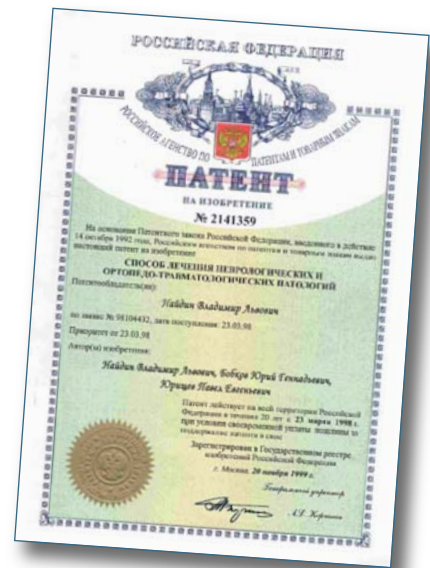 РОССИЙСКАЯ ФЕДЕРАЦИЯ
РОССИЙСКОЕ АГЕНТСТВО ПО ПАТЕНТАМ И ТОВАРНЫМ ЗНАКАМ
ПАТЕНТ
НА ИЗОБРЕТЕНИЕ
№ 2141359
На основании Патентного закона Российской Федерации, введенного в действие
14 октября 1992 года, Российским агентством по патентам и товарным знакам выдан
настоящий патент на изобретение
СПОСОБ ЛЕЧЕНИЯ НЕВРОЛОГИЧЕСКИХ И
ОРТОПЕДО-ТРАВМАТОЛОГИЧЕСКИХ ПАТОЛОГИЙ
Патентообладатель(ли):
Найдин Владимир Львович
по заявке № 98104432, дата поступления: 23.03.98
Приоритет от 23.03.98
Автор(ы) изобретения:
Найдин Владимир Львович, Бобков Юрий Геннадьевич,
Юрищев Павел Евгеньевич
Патент действует на всей территории Российской
Федерации в течение 20 лет с 23 марта 1998 г.
при условии своевременной уплаты пошлины за
поддержание патента в силе
Зарегистрирован в Государственном реестре
изобретений Российской Федерации
г. Москва, 20 ноября 1999 г.
Генеральный директор